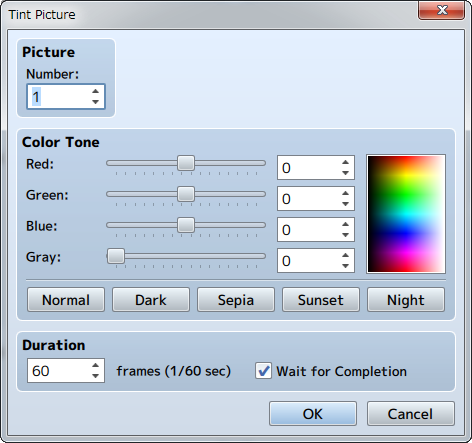 Tint Picture
Picture
Number:
1
Color Tone
Red: 0
Green: 0
Blue: 0
Gray: 0
Normal Dark Sepia Sunset Night
Duration
60 frames (1/60 sec) Wait for Completion
OK Cancel